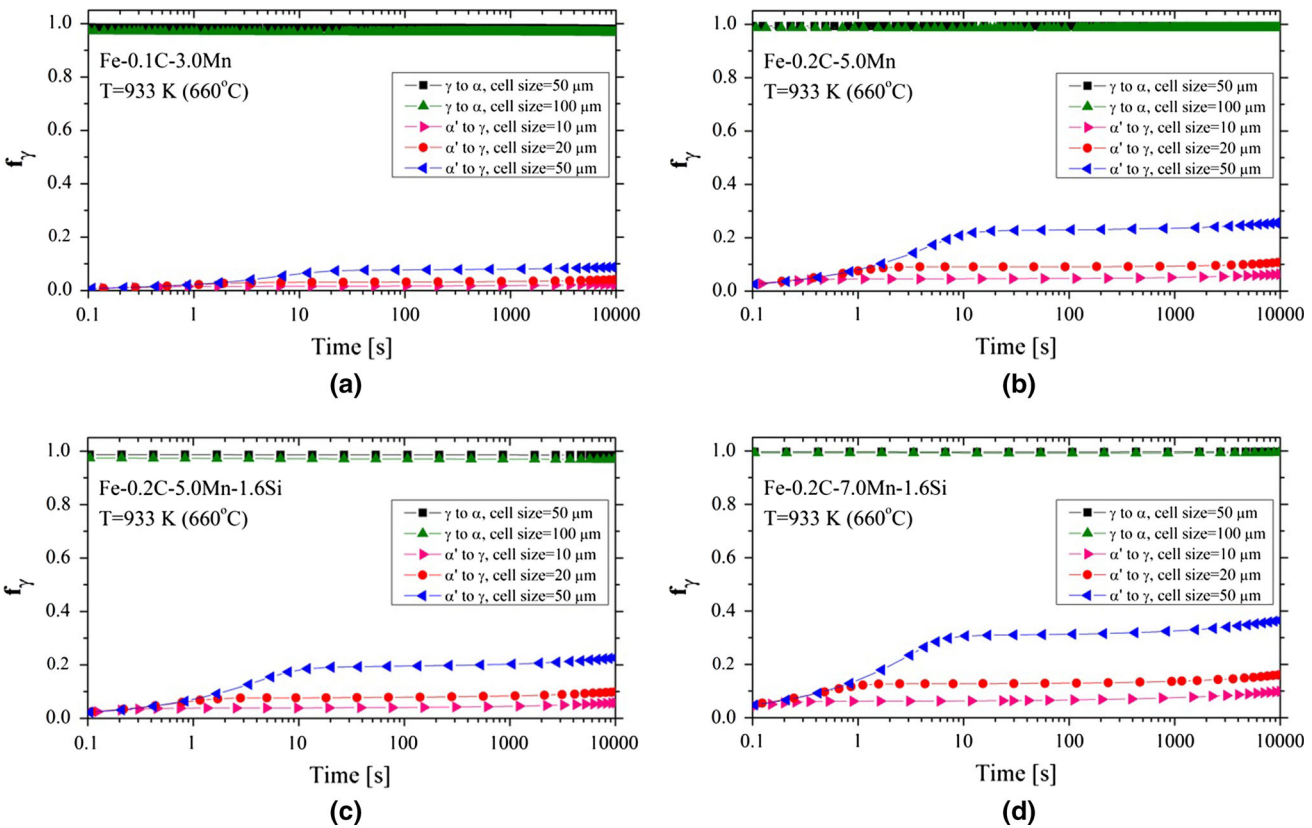 1.0
0.8
0.6
0.4
0.2
0.0
fγ
Fe-0.1C-3.0Mn
T=933 K (660°C)
γ to α, cell size=50 μm
γ to α, cell size=100 μm
α' to γ, cell size=10 μm
α' to γ, cell size=20 μm
α' to γ, cell size=50 μm
0.1 1 10 100 1000 10000
Time [s]
(a)
1.0
0.8
0.6
0.4
0.2
0.0
fγ
Fe-0.2C-5.0Mn
T=933 K (660°C)
γ to α, cell size=50 μm
γ to α, cell size=100 μm
α' to γ, cell size=10 μm
α' to γ, cell size=20 μm
α' to γ, cell size=50 μm
0.1 1 10 100 1000 10000
Time [s]
(b)
1.0
0.8
0.6
0.4
0.2
0.0
fγ
Fe-0.2C-5.0Mn-1.6Si
T=933 K (660°C)
γ to α, cell size=50 μm
γ to α, cell size=100 μm
α' to γ, cell size=10 μm
α' to γ, cell size=20 μm
α' to γ, cell size=50 μm
0.1 1 10 100 1000 10000
Time [s]
(c)
1.0
0.8
0.6
0.4
0.2
0.0
fγ
Fe-0.2C-7.0Mn-1.6Si
T=933 K (660°C)
γ to α, cell size=50 μm
γ to α, cell size=100 μm
α' to γ, cell size=10 μm
α' to γ, cell size=20 μm
α' to γ, cell size=50 μm
0.1 1 10 100 1000 10000
Time [s]
(d)